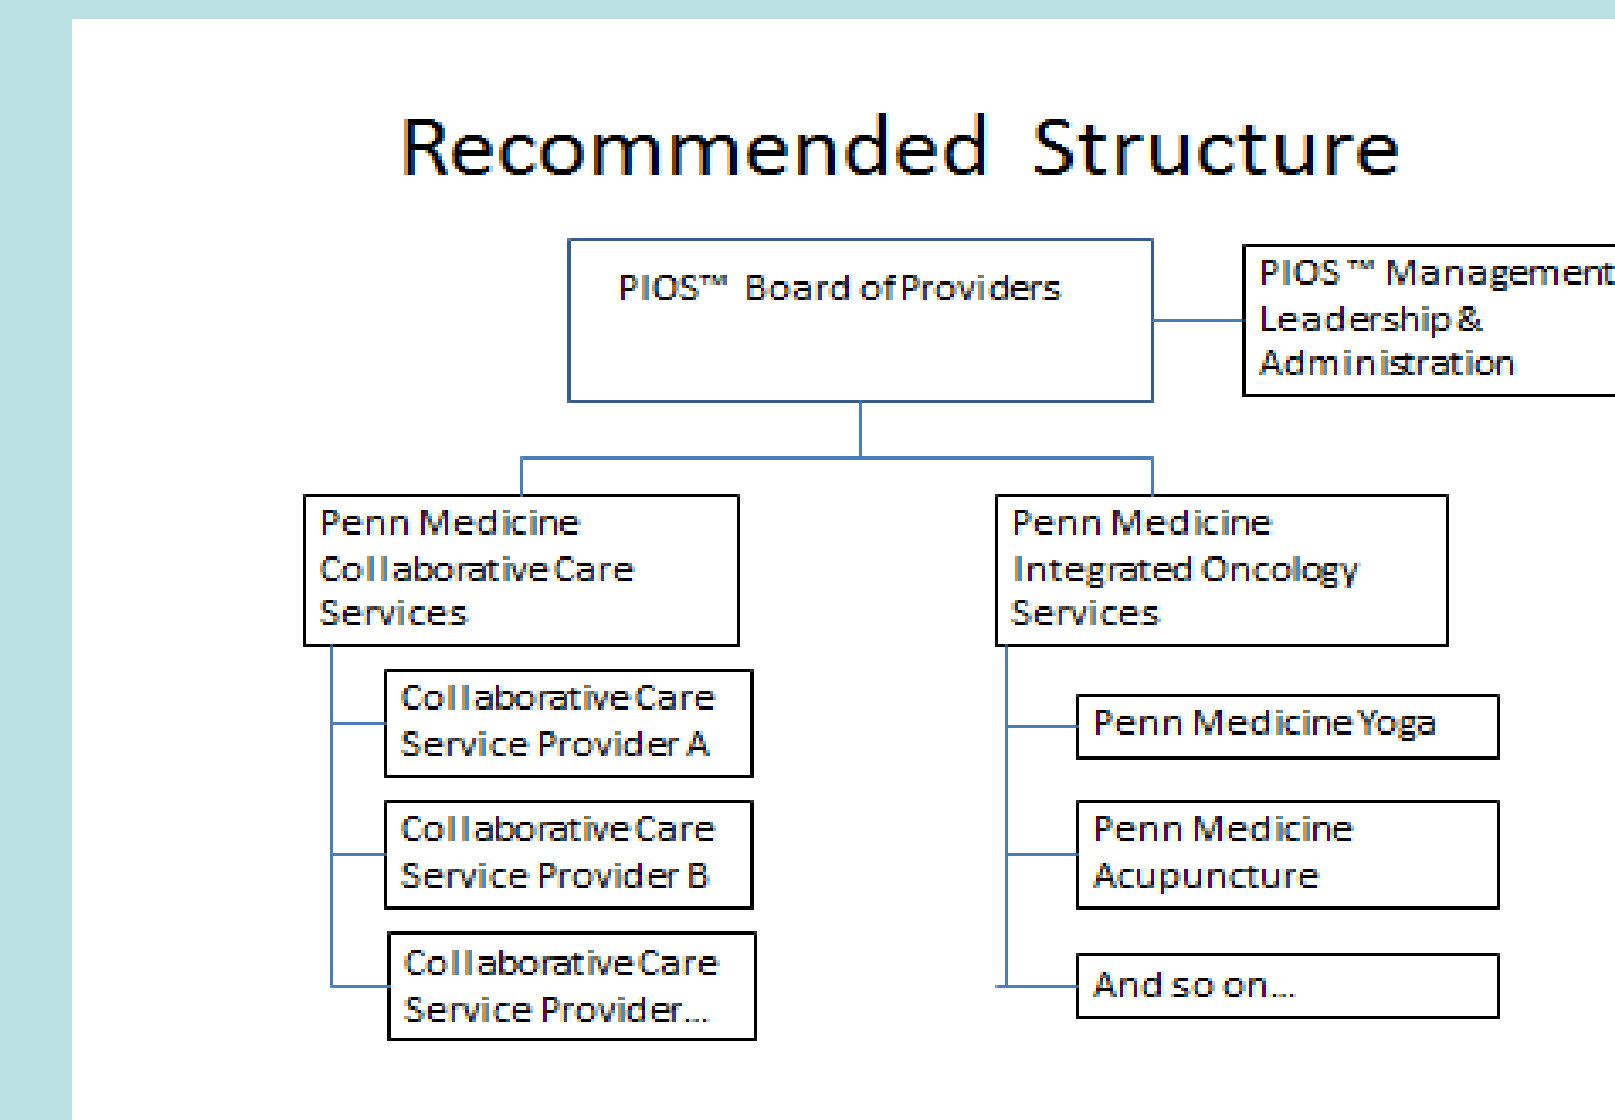 Recommended Structure
PIOS™ Board of Providers
PIOS ™ Management
Leadership &
Administration
Penn Medicine
Collaborative Care
Services
Collaborative Care
Service Provider A
Collaborative Care
Service Provider B
Collaborative Care
Service Provider...
Penn Medicine
Integrated Oncology
Services
Penn Medicine Yoga
Penn Medicine
Acupuncture
And so on...